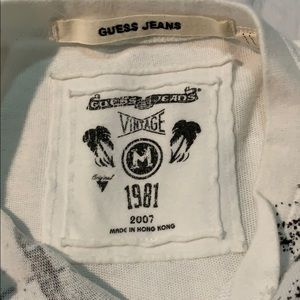 GUESS JEANS
GUESS JEANS
VINTAGE
M
Original
1981
2007
MADE IN HONG KONG